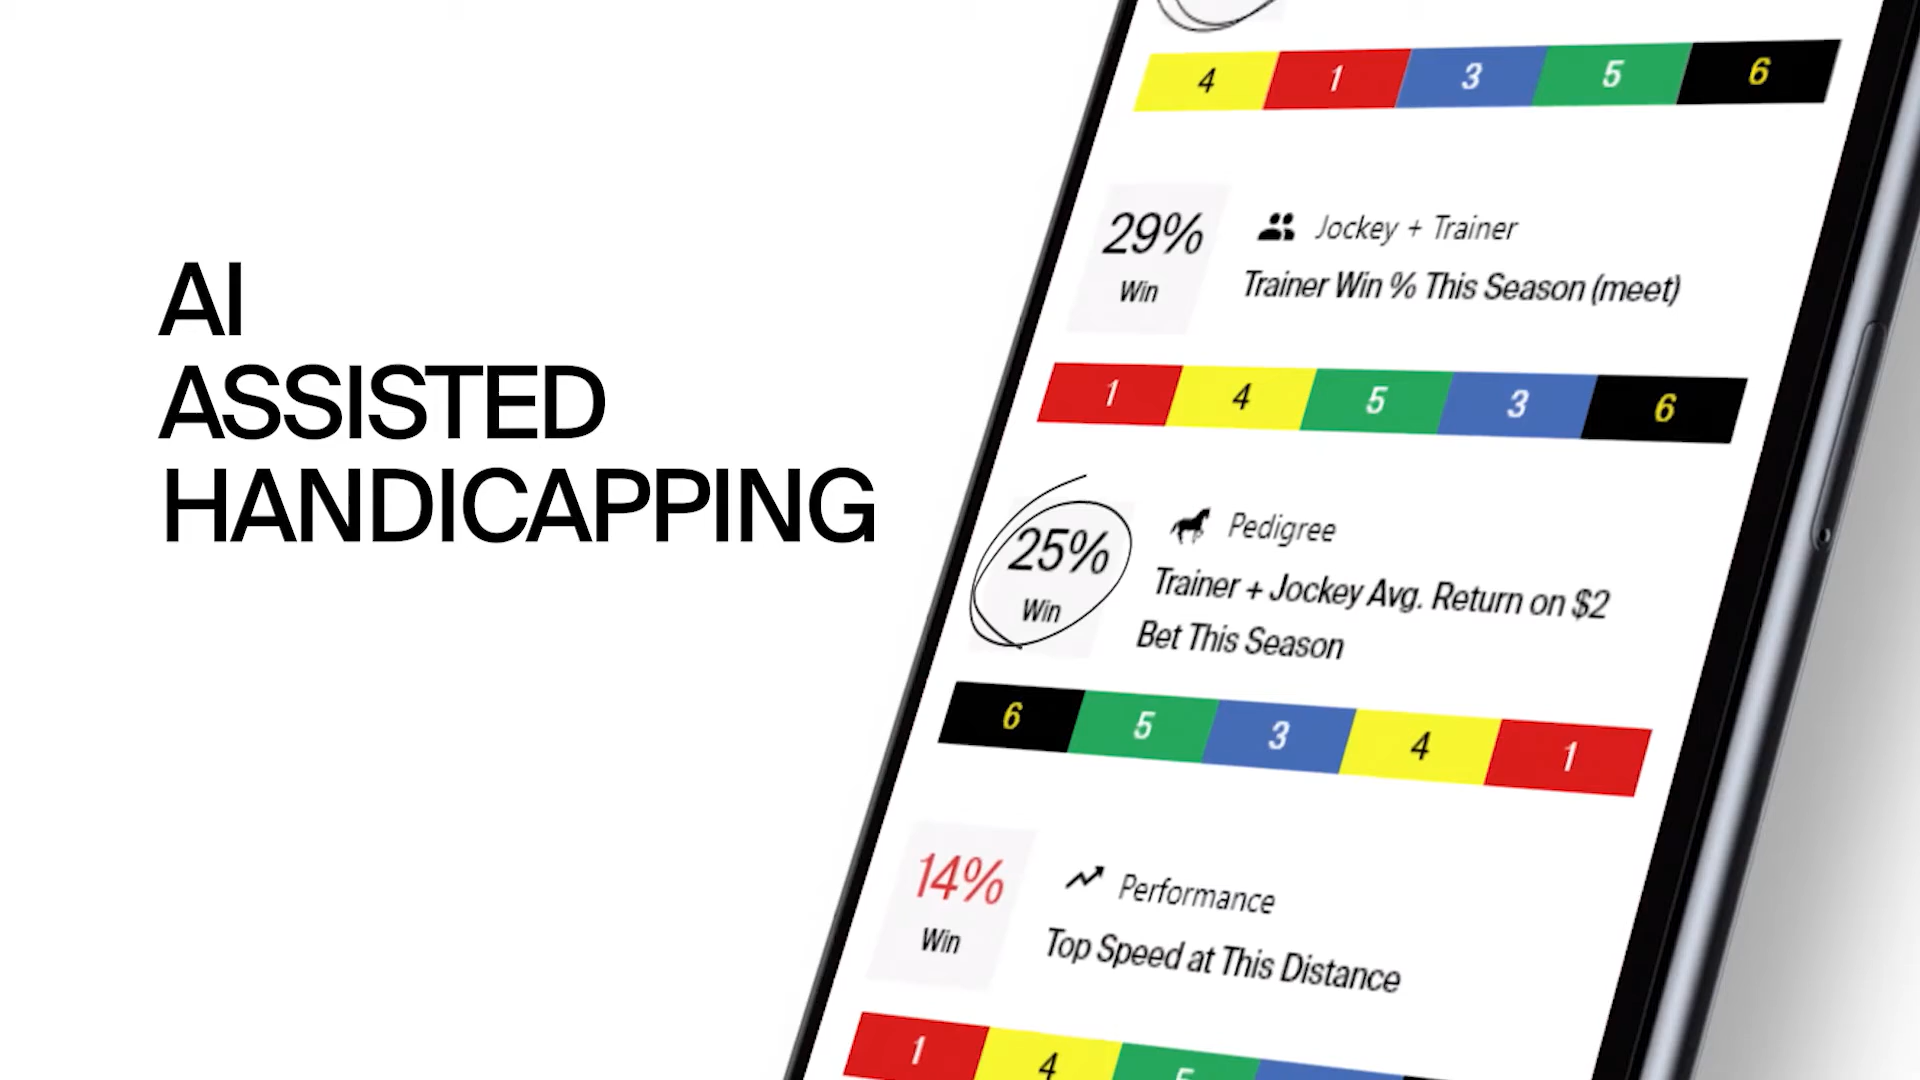 AI
ASSISTED
HANDICAPPING
4 1 3 5 6
29%
Win
Jockey + Trainer
Trainer Win % This Season (meet)
1 4 5 3 6
25%
Win
Pedigree
Trainer + Jockey Avg. Return on $2
Bet This Season
6 5 3 4 1
14%
Win
Performance
Top Speed at This Distance
1 4 5